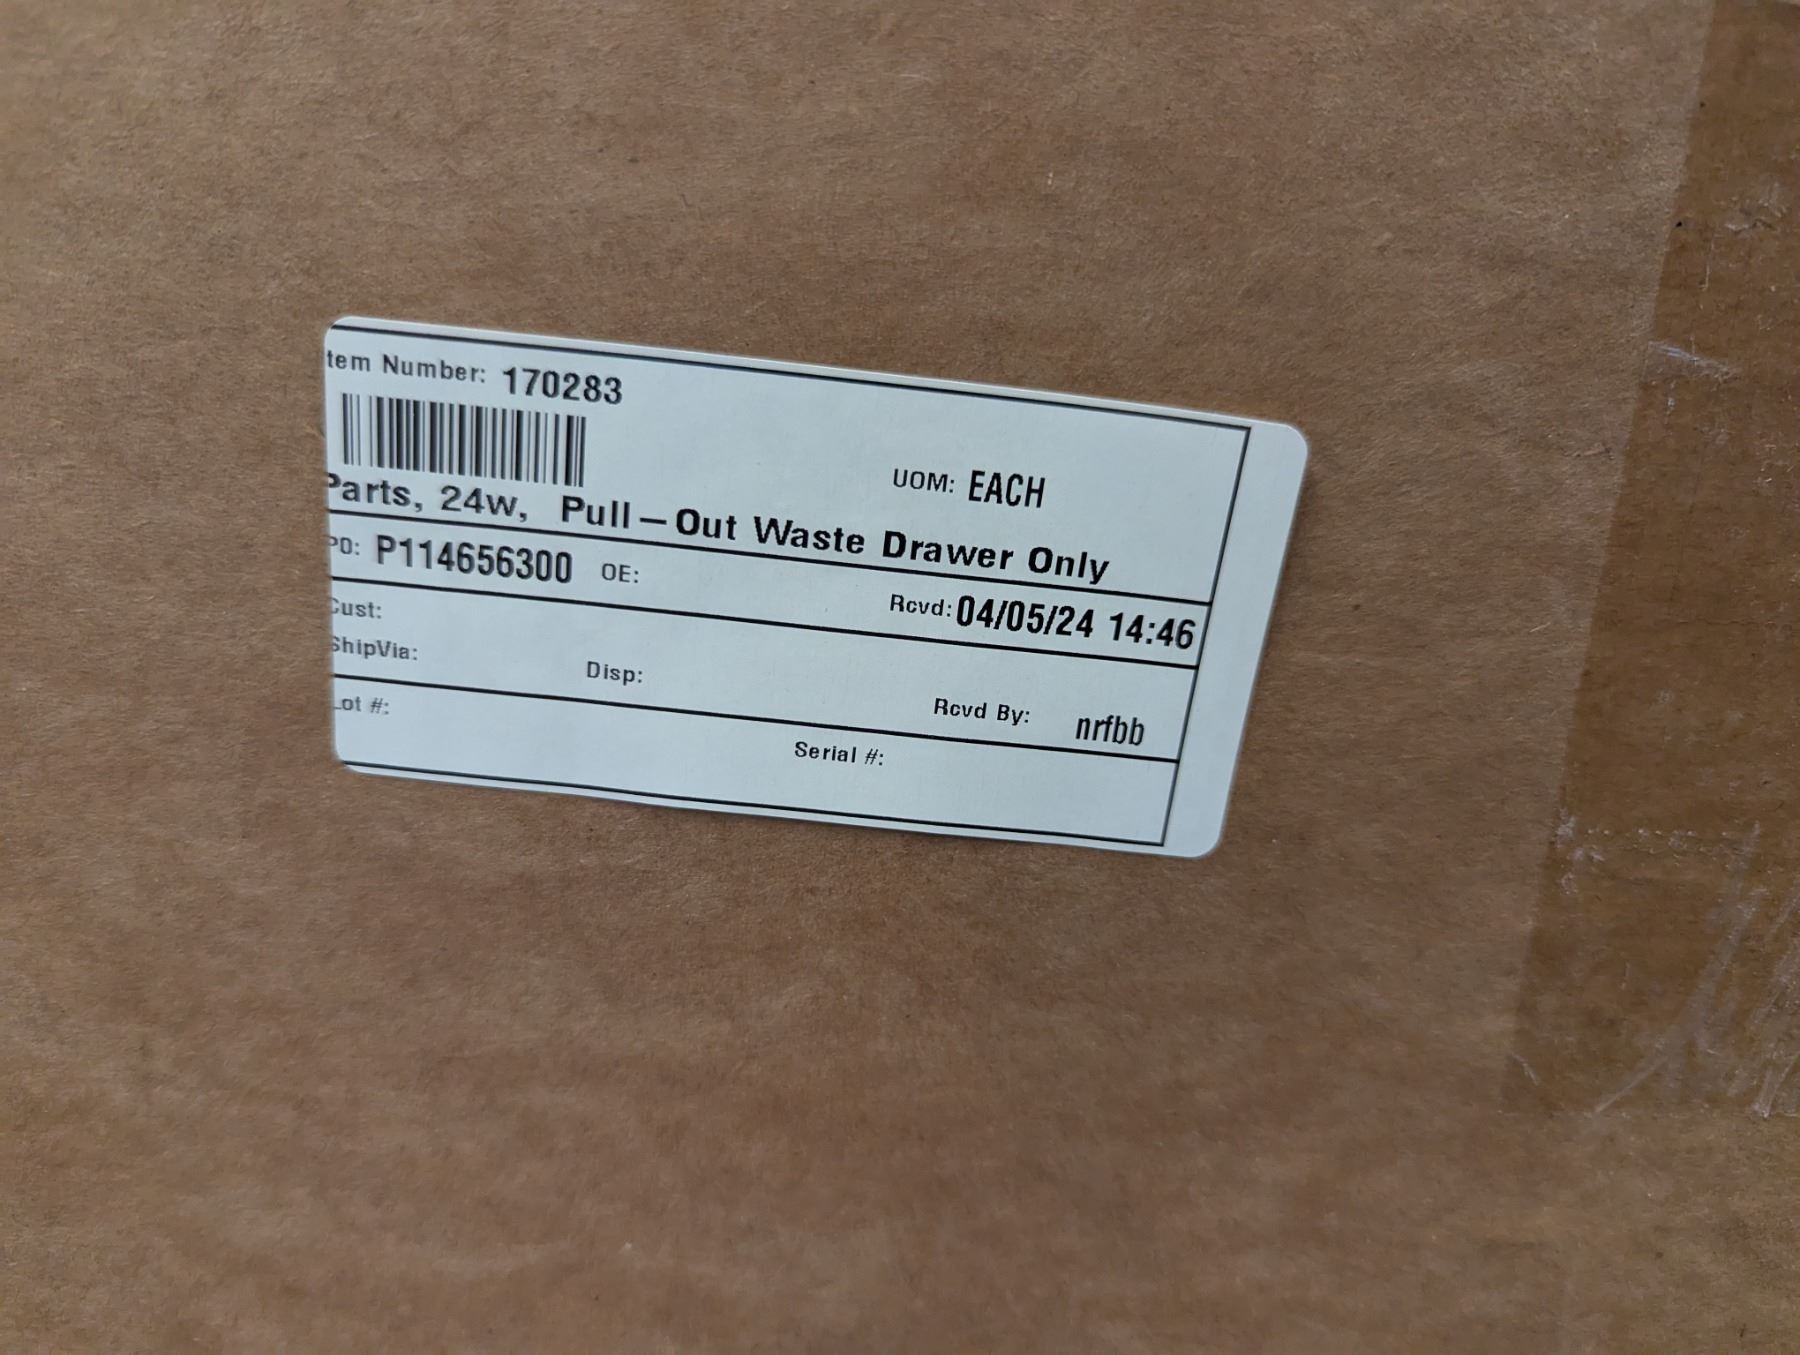 tem Number: 170283
UOM: EACH
Parts, 24w, Pull-Out Waste Drawer Only
PO: P114656300 OE: Rcvd: 04/05/24 14:46
Cust:
ShipVia: Disp: Rcvd By: nrfbb
Lot #: Serial #: